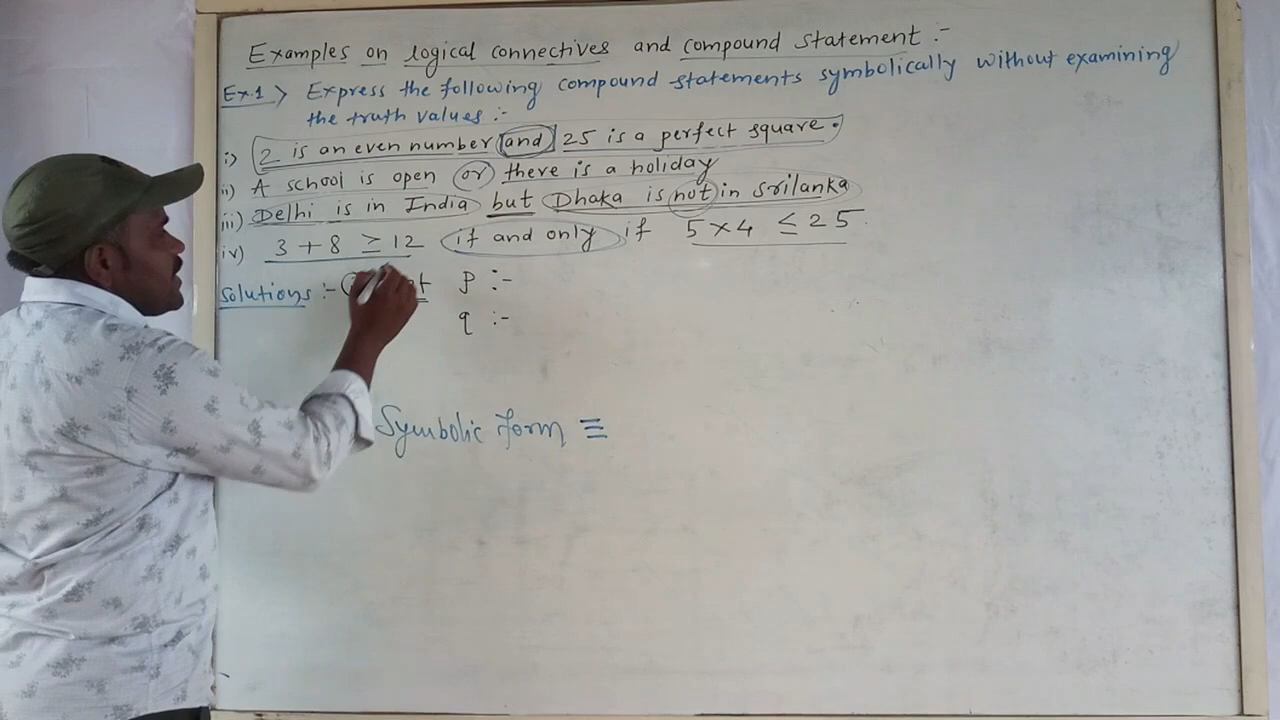 Examples on logical connectives and compound statement :-
Ex.1> Express the following compound statements symbolically without examining
the truth values :-
i) 2 is an even number and 25 is a perfect square.
ii) A school is open or there is a holiday
iii) Delhi is in India but Dhaka is not in Srilanka
iv) 3 + 8 ≥ 12 if and only if 5 × 4 ≤ 25.
Solutions :- p :-
q :-
Symbolic form ≡